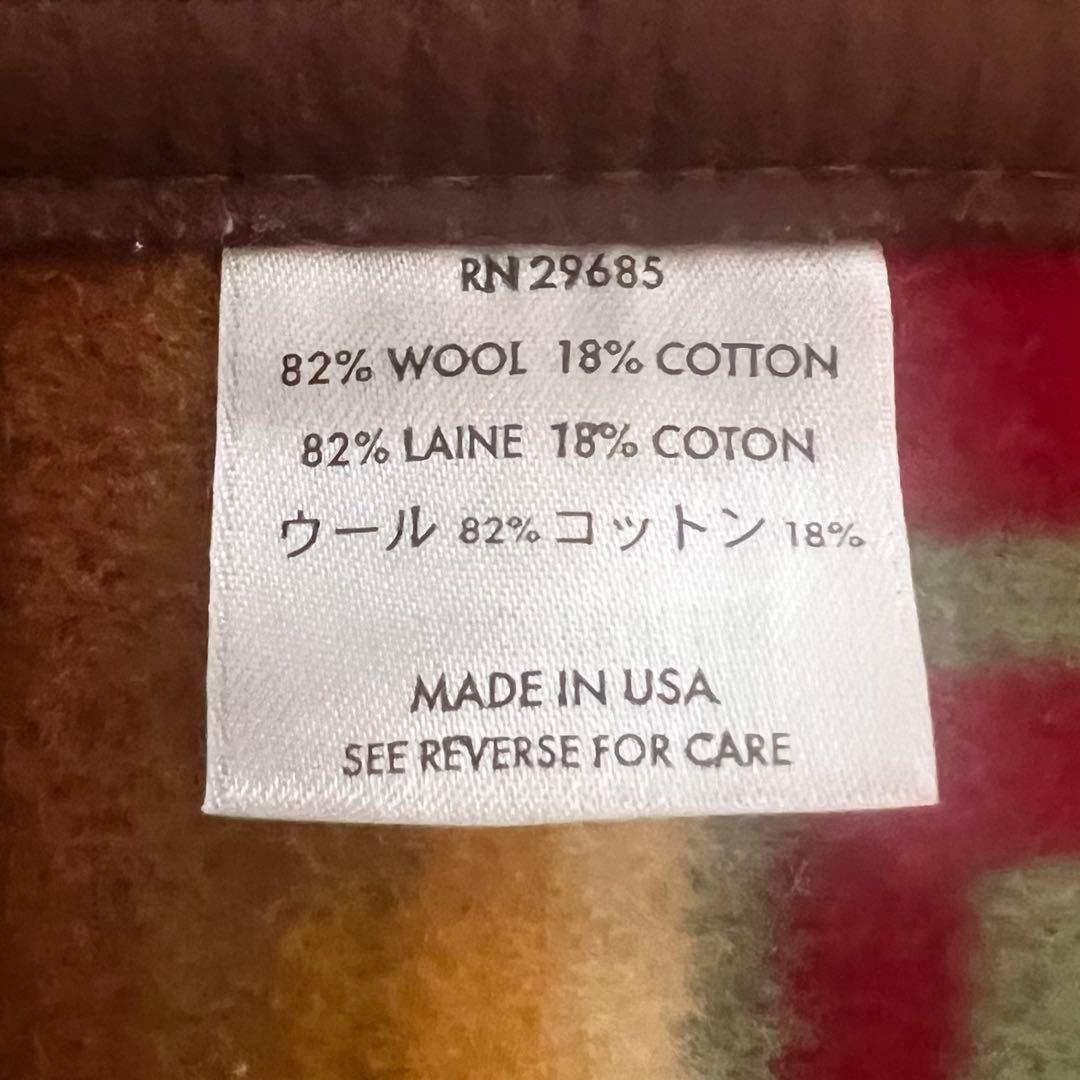 RN 29685
82% WOOL 18% COTTON
82% LAINE 18% COTON
ウール 82% コットン 18%
MADE IN USA
SEE REVERSE FOR CARE